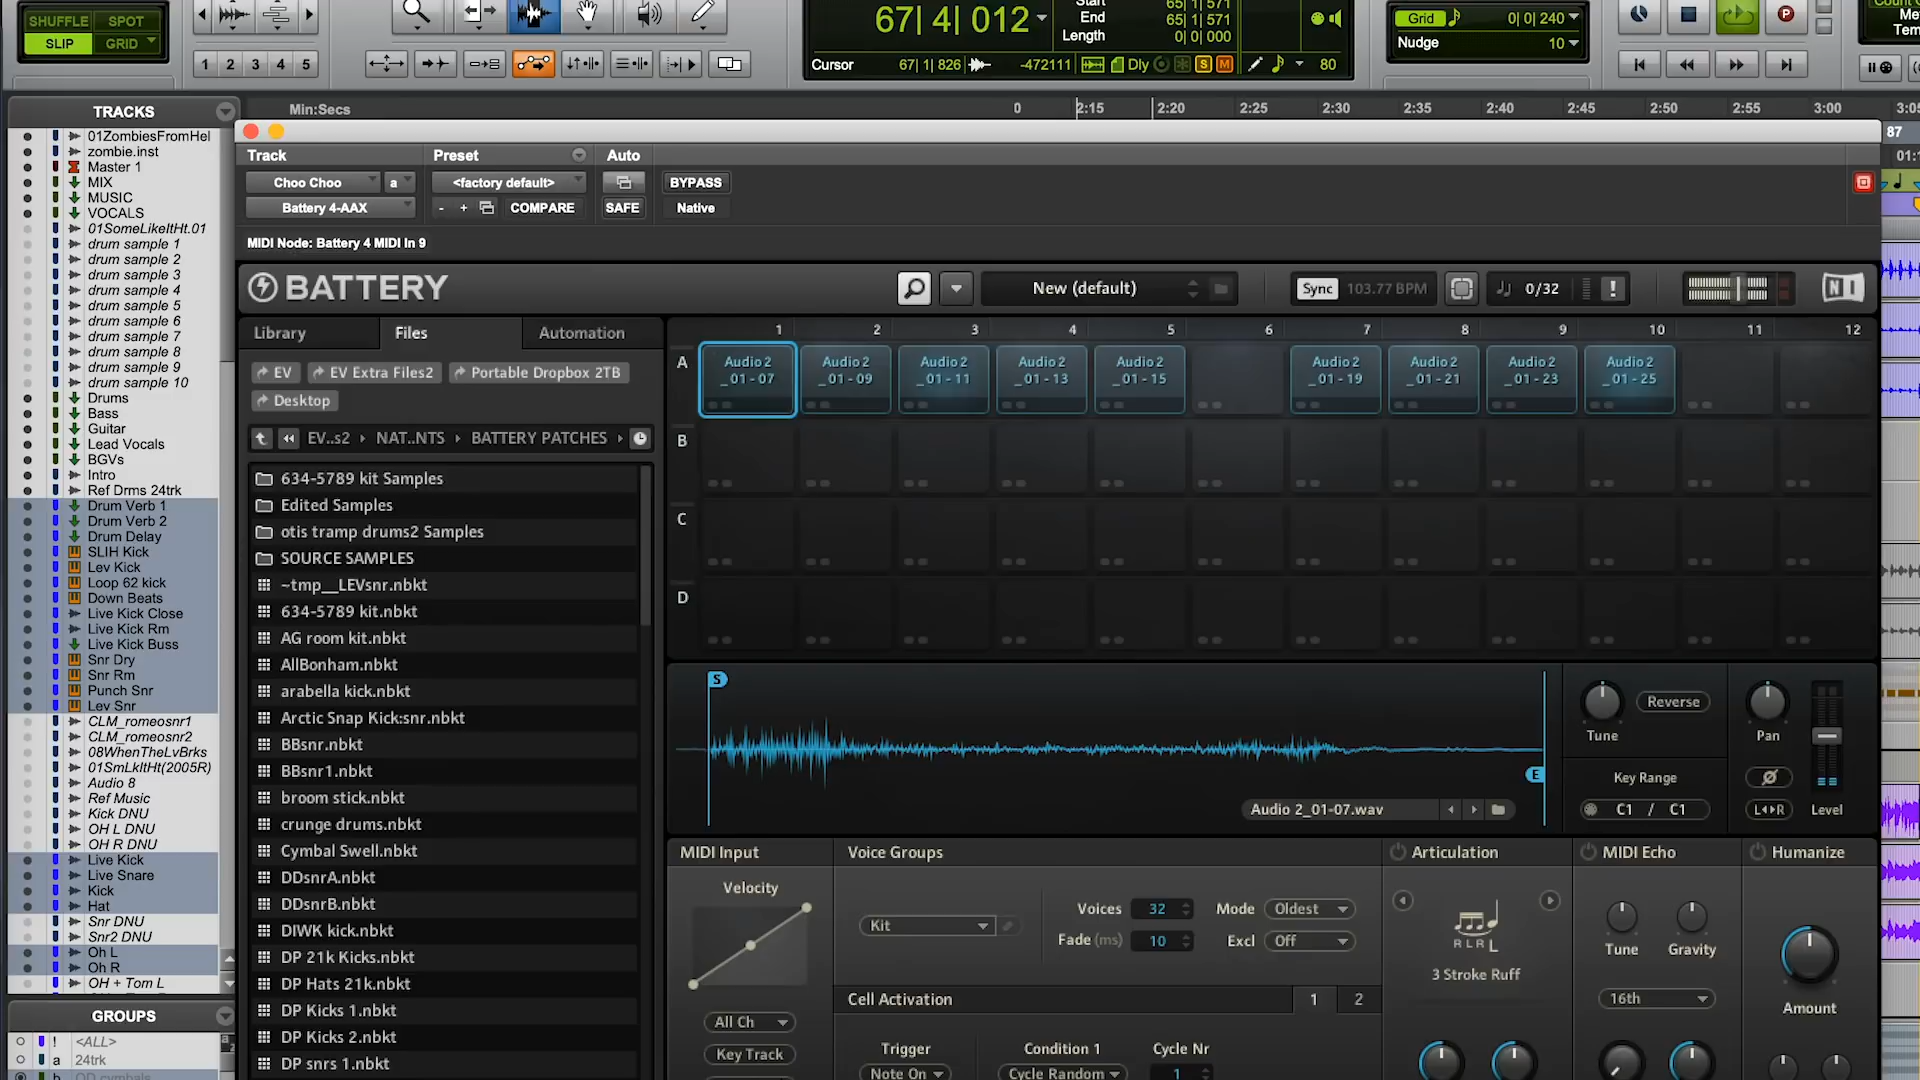 SHUFFLE SPOT
SLIP GRID
1 2 3 4 5
67| 4| 012
Start 65| 1| 571
End 65| 1| 571
Length 0| 0| 000
Cursor 67| 1| 826 -472111 Dly S M 80
Grid 0| 0| 240
Nudge 10
P
TRACKS
Min:Secs 0 2:15 2:20 2:25 2:30 2:35 2:40 2:45 2:50 2:55 3:00 3:05
87
01ZombiesFromHel
zombie.inst
Master 1
MIX
MUSIC
VOCALS
01SomeLikeItHt.01
drum sample 1
drum sample 2
drum sample 3
drum sample 4
drum sample 5
drum sample 6
drum sample 7
drum sample 8
drum sample 9
drum sample 10
Drums
Bass
Guitar
Lead Vocals
BGVs
Intro
Ref Drms 24trk
Drum Verb 1
Drum Verb 2
Drum Delay
SLIH Kick
Lev Kick
Loop 62 kick
Down Beats
Live Kick Close
Live Kick Rm
Live Kick Buss
Snr Dry
Snr Rm
Punch Snr
Lev Snr
CLM_romeosnr1
CLM_romeosnr2
08WhenTheLvBrks
01SmLkItHt(2005R)
Audio 8
Ref Music
Kick DNU
OH L DNU
OH R DNU
Live Kick
Live Snare
Kick
Hat
Snr DNU
Snr2 DNU
Oh L
Oh R
OH + Tom L
GROUPS
! <ALL>
a 24trk
Track Preset Auto
Choo Choo a <factory default> BYPASS
Battery 4-AAX - + COMPARE SAFE Native
MIDI Node: Battery 4 MIDI In 9
BATTERY
New (default)
Sync 103.77 BPM
0/32 !
NI
Library Files Automation
EV EV Extra Files2 Portable Dropbox 2TB
Desktop
EV..s2 NAT..NTS BATTERY PATCHES
634-5789 kit Samples
Edited Samples
otis tramp drums2 Samples
SOURCE SAMPLES
~tmp__LEVsnr.nbkt
634-5789 kit.nbkt
AG room kit.nbkt
AllBonham.nbkt
arabella kick.nbkt
Arctic Snap Kick:snr.nbkt
BBsnr.nbkt
BBsnr1.nbkt
broom stick.nbkt
crunge drums.nbkt
Cymbal Swell.nbkt
DDsnrA.nbkt
DDsnrB.nbkt
DIWK kick.nbkt
DP 21k Kicks.nbkt
DP Hats 21k.nbkt
DP Kicks 1.nbkt
DP Kicks 2.nbkt
DP snrs 1.nbkt
1 2 3 4 5 6 7 8 9 10 11 12
A Audio 2 Audio 2 Audio 2 Audio 2 Audio 2 Audio 2 Audio 2 Audio 2 Audio 2
_01 - 07 _01 - 09 _01 - 11 _01 - 13 _01 - 15 _01 - 19 _01 - 21 _01 - 23 _01 - 25
B
C
D
S
E
Audio 2_01-07.wav
Tune Reverse
Key Range
C1 / C1
Pan
L R Level
MIDI Input
Velocity
All Ch
Key Track
Voice Groups
Kit
Voices 32 Mode Oldest
Fade (ms) 10 Excl Off
Cell Activation 1 2
Trigger Condition 1 Cycle Nr
Note On Cycle Random 1
Articulation
R L R L
3 Stroke Ruff
MIDI Echo
Tune Gravity
16th
Humanize
Amount